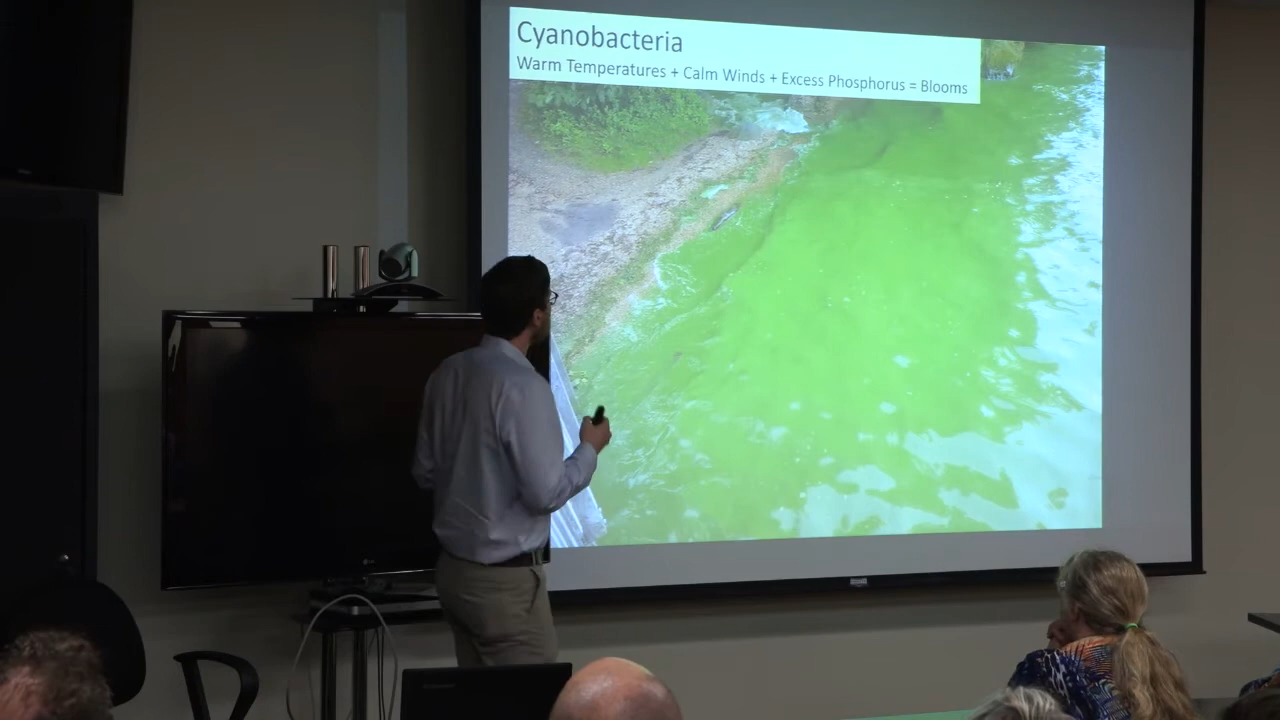 Cyanobacteria
Warm Temperatures + Calm Winds + Excess Phosphorus = Blooms